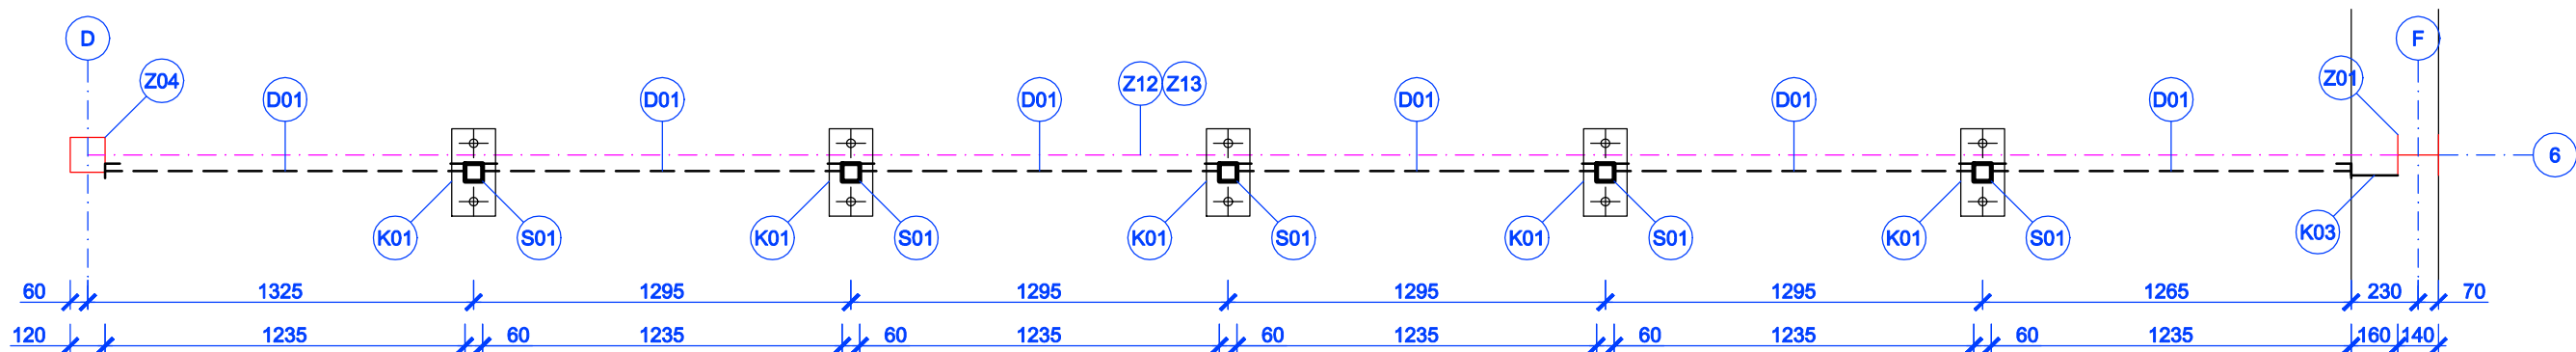 D F
Z04 D01 D01 D01 Z12 Z13 D01 D01 D01 Z01
6
K01 S01 K01 S01 K01 S01 K01 S01 K01 S01 K03
60 1325 1295 1295 1295 1295 1265 230 70
120 1235 60 1235 60 1235 60 1235 60 1235 60 1235 160 140